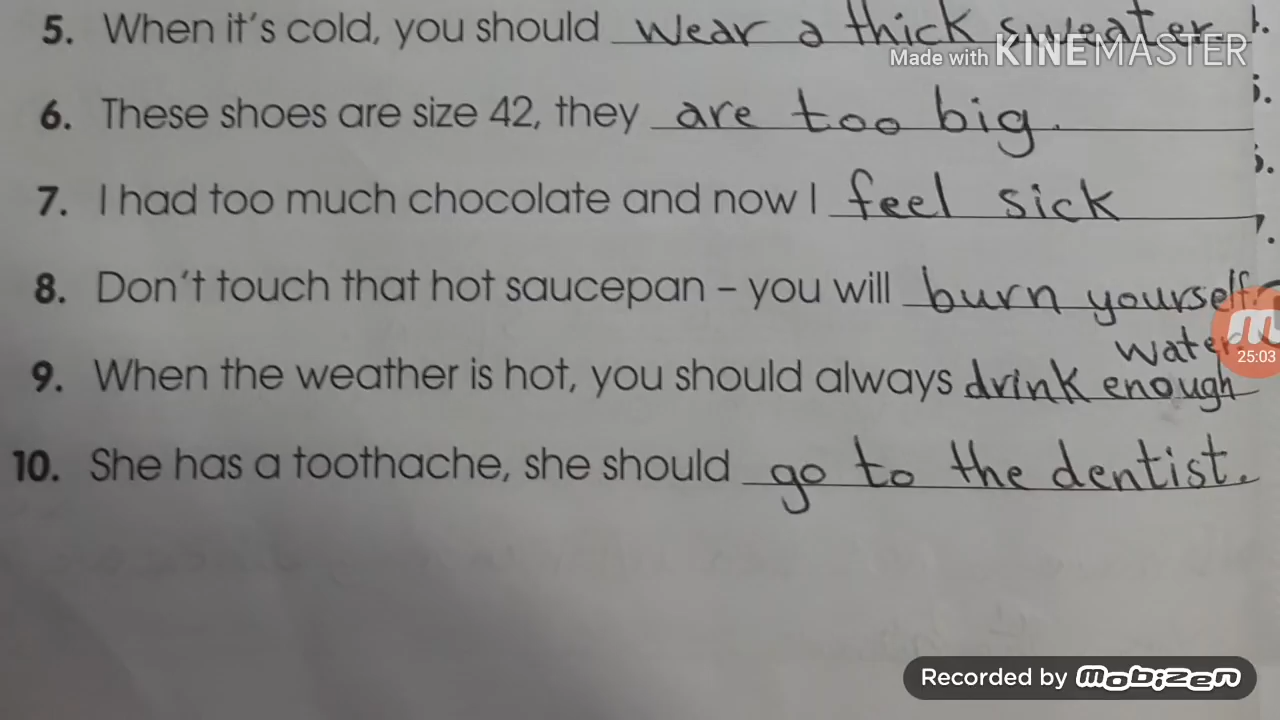 5. When it's cold, you should wear a thick sweater.
Made with KINEMASTER
6. These shoes are size 42, they are too big.
7. I had too much chocolate and now I feel sick
8. Don't touch that hot saucepan – you will burn yourself.
water.
25:03
9. When the weather is hot, you should always drink enough
10. She has a toothache, she should go to the dentist.
Recorded by mobizen